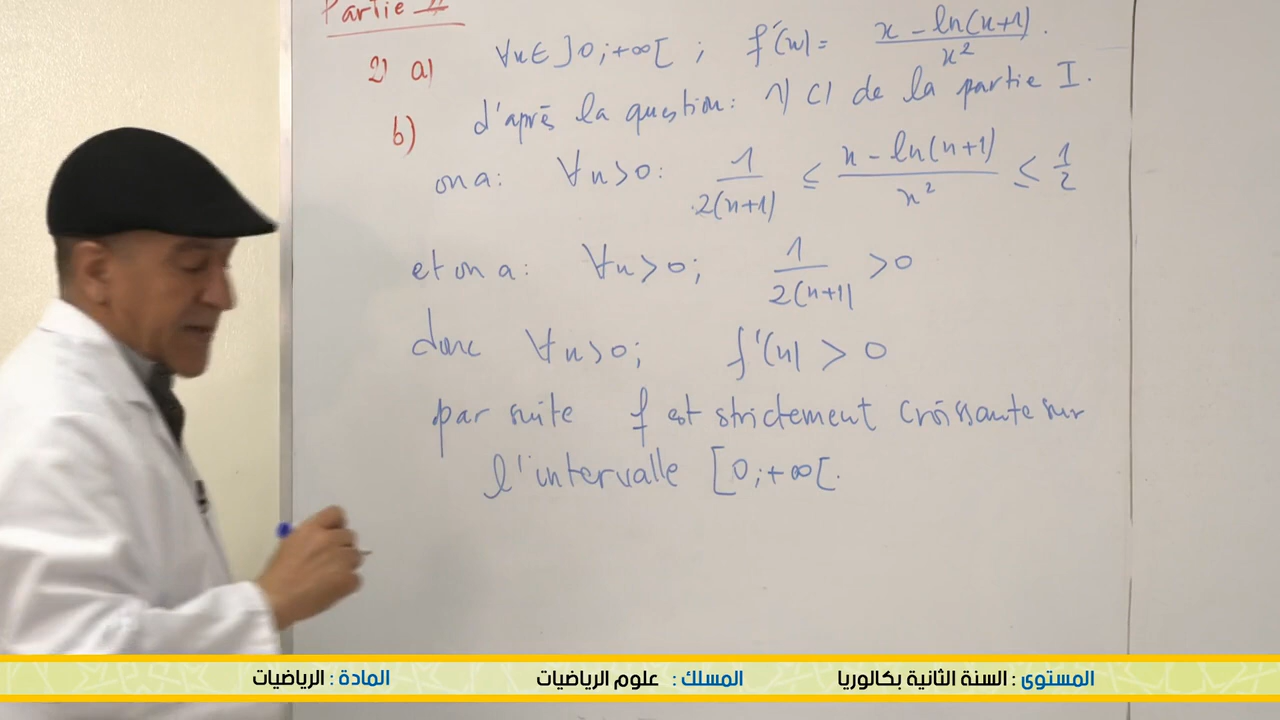 Partie II
2) a) ∀x∈]0;+∞[ ; f'(x) = (x - ln(x+1))/x² .
b) d'après la question: 1) c) de la partie I.
on a: ∀x>0: 1/(2(x+1)) ≤ (x - ln(x+1))/x² ≤ 1/2
et on a: ∀x>0; 1/(2(x+1)) >0
donc ∀x>0; f'(x) > 0
par suite f est strictement croissante sur
l'intervalle [0;+∞[.
المستوى : السنة الثانية بكالوريا المسلك : علوم الرياضيات المادة : الرياضيات